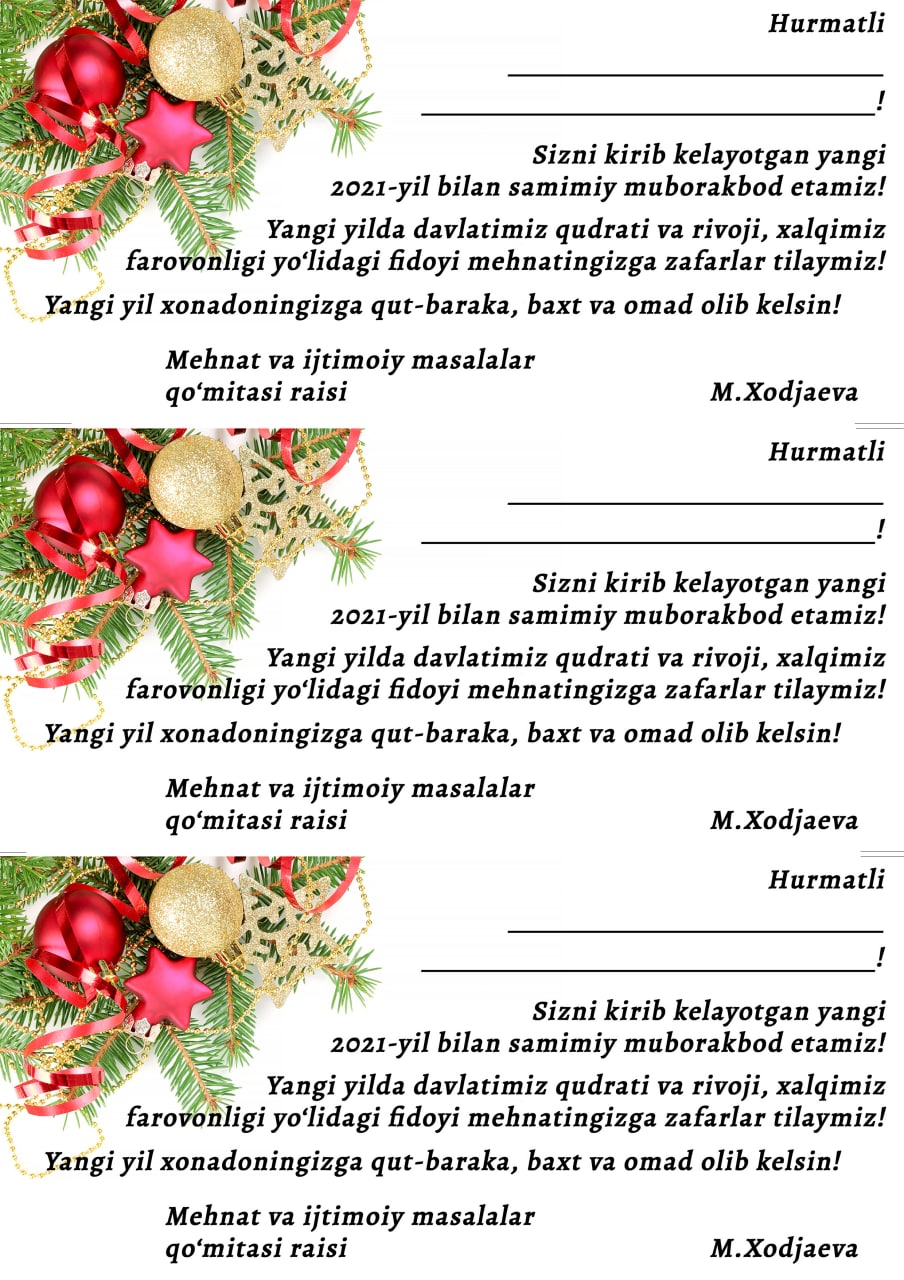 Hurmatli
____________________
________________________!
Sizni kirib kelayotgan yangi
2021-yil bilan samimiy muborakbod etamiz!
Yangi yilda davlatimiz qudrati va rivoji, xalqimiz
farovonligi yo‘lidagi fidoyi mehnatingizga zafarlar tilaymiz!
Yangi yil xonadoningizga qut-baraka, baxt va omad olib kelsin!
Mehnat va ijtimoiy masalalar
qo‘mitasi raisi M.Xodjaeva
Hurmatli
____________________
________________________!
Sizni kirib kelayotgan yangi
2021-yil bilan samimiy muborakbod etamiz!
Yangi yilda davlatimiz qudrati va rivoji, xalqimiz
farovonligi yo‘lidagi fidoyi mehnatingizga zafarlar tilaymiz!
Yangi yil xonadoningizga qut-baraka, baxt va omad olib kelsin!
Mehnat va ijtimoiy masalalar
qo‘mitasi raisi M.Xodjaeva
Hurmatli
____________________
________________________!
Sizni kirib kelayotgan yangi
2021-yil bilan samimiy muborakbod etamiz!
Yangi yilda davlatimiz qudrati va rivoji, xalqimiz
farovonligi yo‘lidagi fidoyi mehnatingizga zafarlar tilaymiz!
Yangi yil xonadoningizga qut-baraka, baxt va omad olib kelsin!
Mehnat va ijtimoiy masalalar
qo‘mitasi raisi M.Xodjaeva